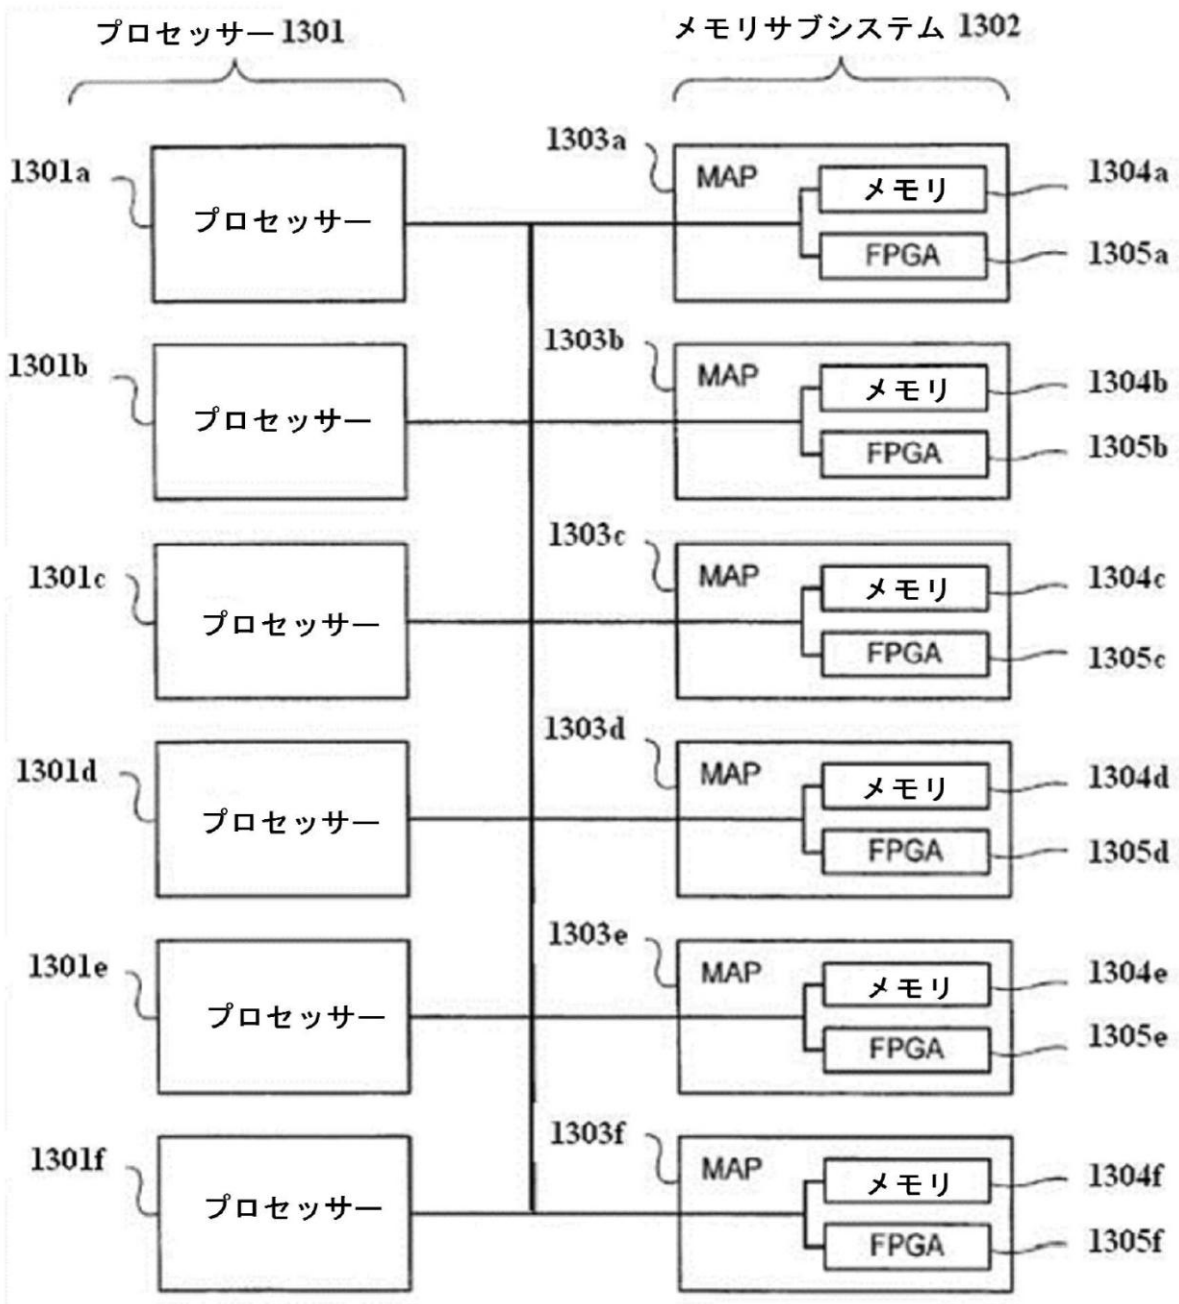 プロセッサー 1301 メモリサブシステム 1302
1303a
1301a MAP メモリ 1304a
プロセッサー
FPGA 1305a
1303b
1301b MAP メモリ 1304b
プロセッサー
FPGA 1305b
1303c
1301c MAP メモリ 1304c
プロセッサー
FPGA 1305c
1303d
1301d MAP メモリ 1304d
プロセッサー
FPGA 1305d
1303e
1301e MAP メモリ 1304e
プロセッサー
FPGA 1305e
1303f
1301f MAP メモリ 1304f
プロセッサー
FPGA 1305f